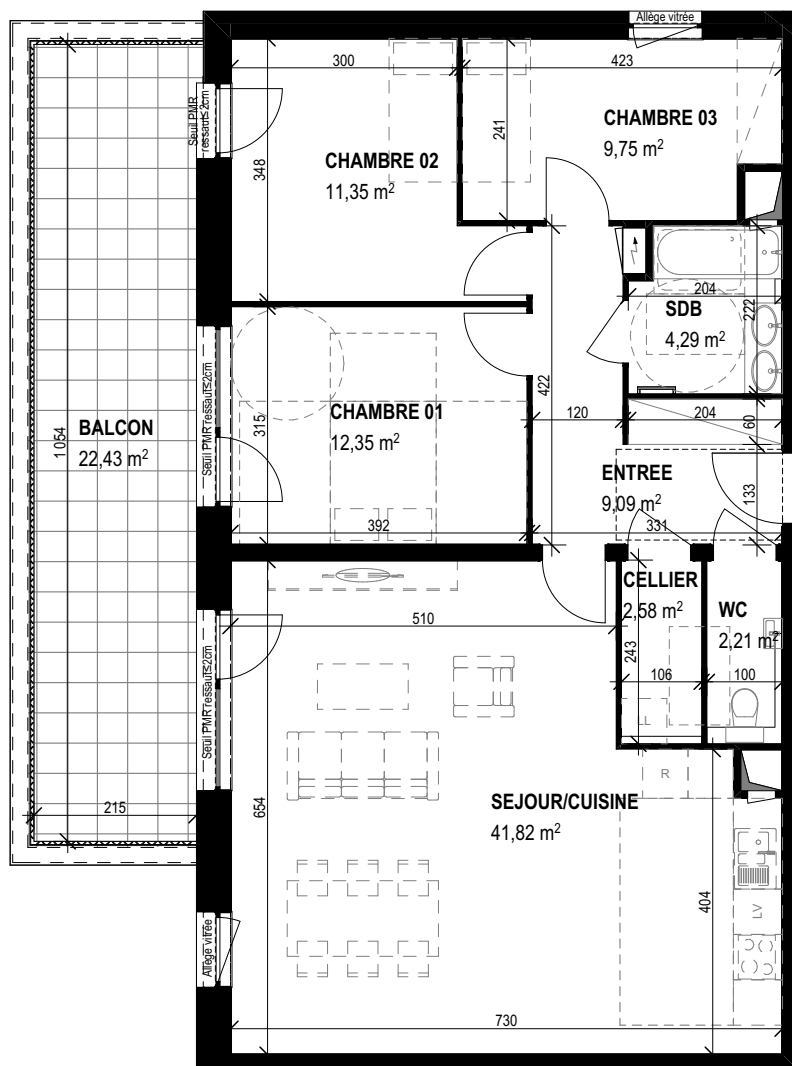 Allège vitrée
300
423
Seuil PMR
ressaut≤2cm
CHAMBRE 03
9,75 m²
241
CHAMBRE 02
11,35 m²
348
204
SDB
4,29 m²
222
Seuil PMR ressaut≤2cm
CHAMBRE 01
12,35 m²
315
422
120
204
60
BALCON
22,43 m²
1054
ENTREE
9,09 m²
133
392
331
CELLIER
2,58 m²
WC
2,21 m²
510
243
106
100
Seuil PMR ressaut≤2cm
L
R
215
654
SEJOUR/CUISINE
41,82 m²
404
LV
Allège vitrée
730